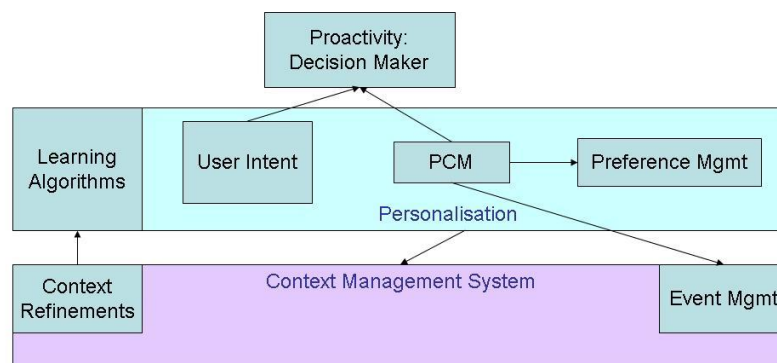 Proactivity:
Decision Maker
Learning
Algorithms
User Intent
PCM
Preference Mgmt
Personalisation
Context
Refinements
Context Management System
Event Mgmt